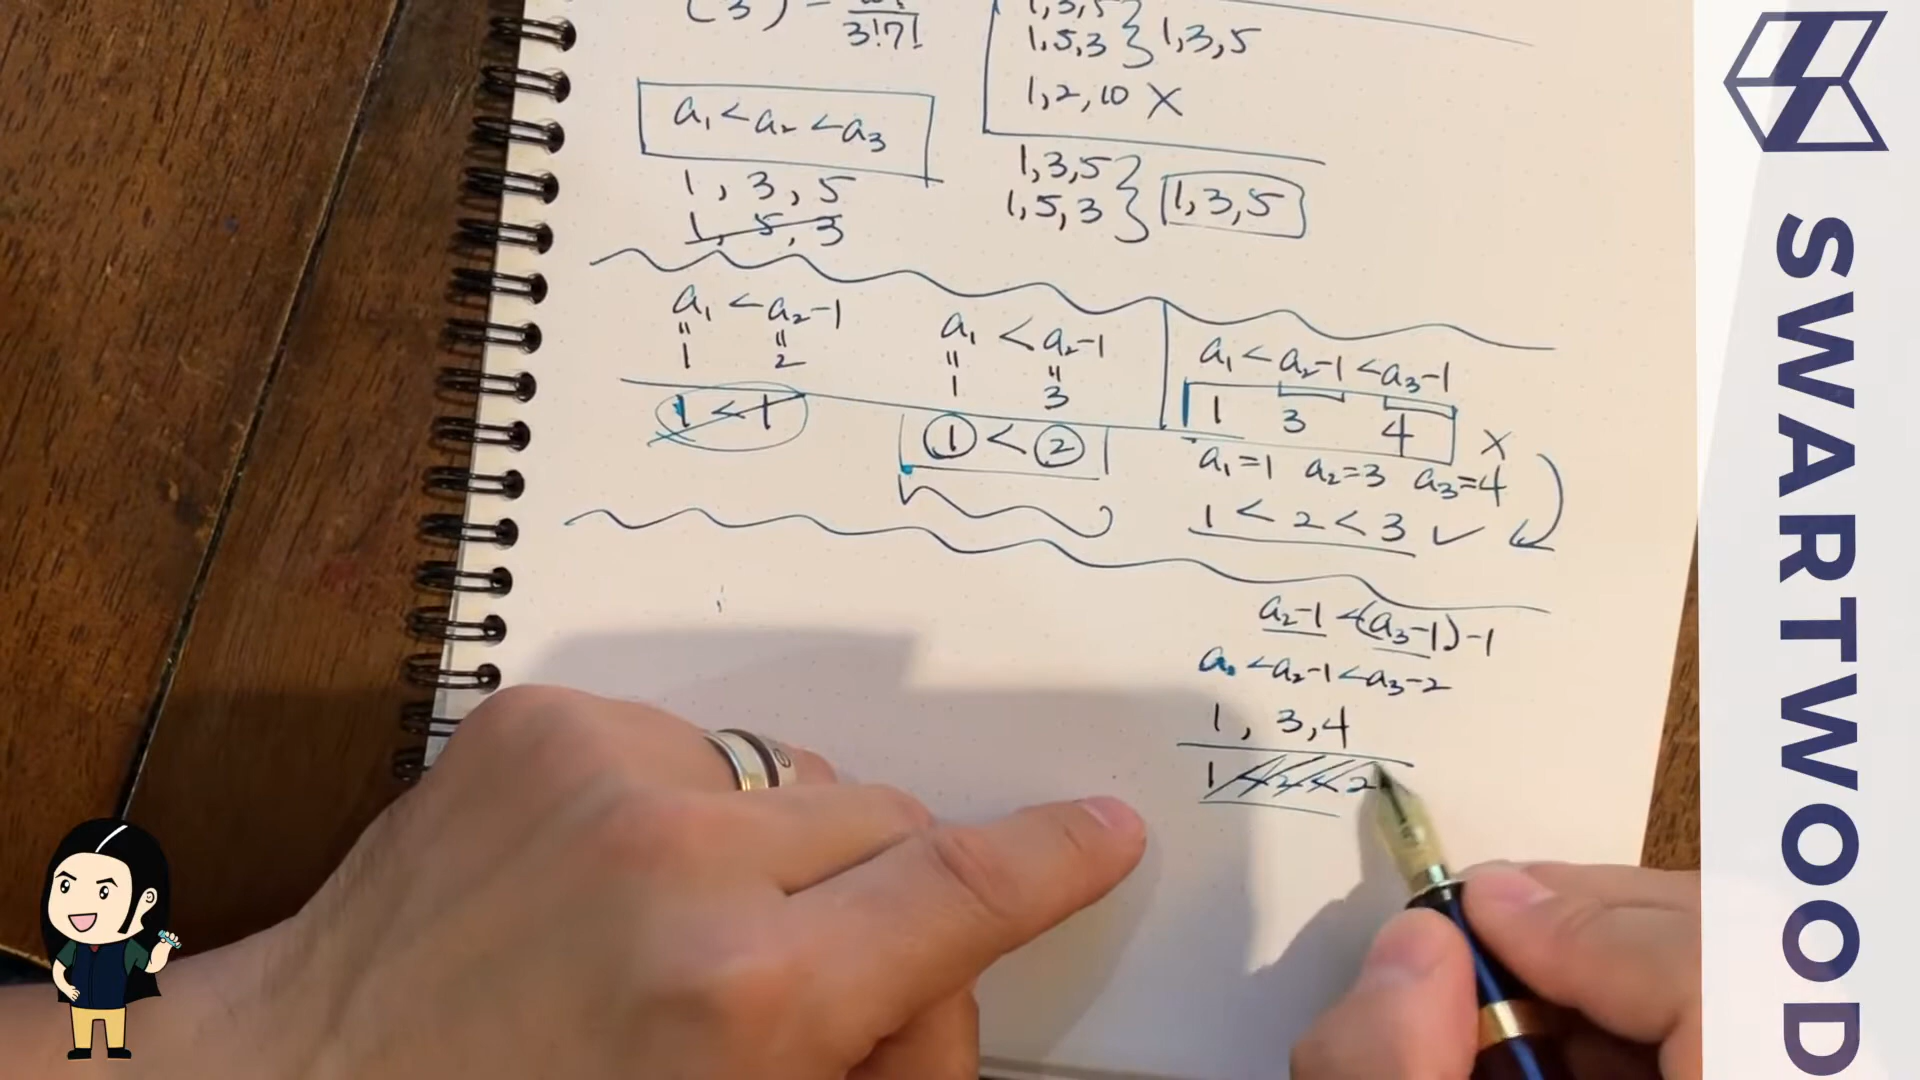 3!7!
1,3,5 }
1,5,3 } 1,3,5
1,2,10 X
a₁ < a₂ < a₃
1, 3, 5
1, 5, 3
1,3,5 }
1,5,3 } 1,3,5
a₁ < a₂-1
" "
1 2
1 < 1
a₁ < a₂-1
" "
1 3
1 < 2
a₁ < a₂-1 < a₃-1
1 3 4 X
a₁=1 a₂=3 a₃=4
1 < 2 < 3 ✓
a₂-1 < (a₃-1)-1
a₁ < a₂-1 < a₃-2
1, 3, 4
1 < 2 < 2
SWARTWOOD